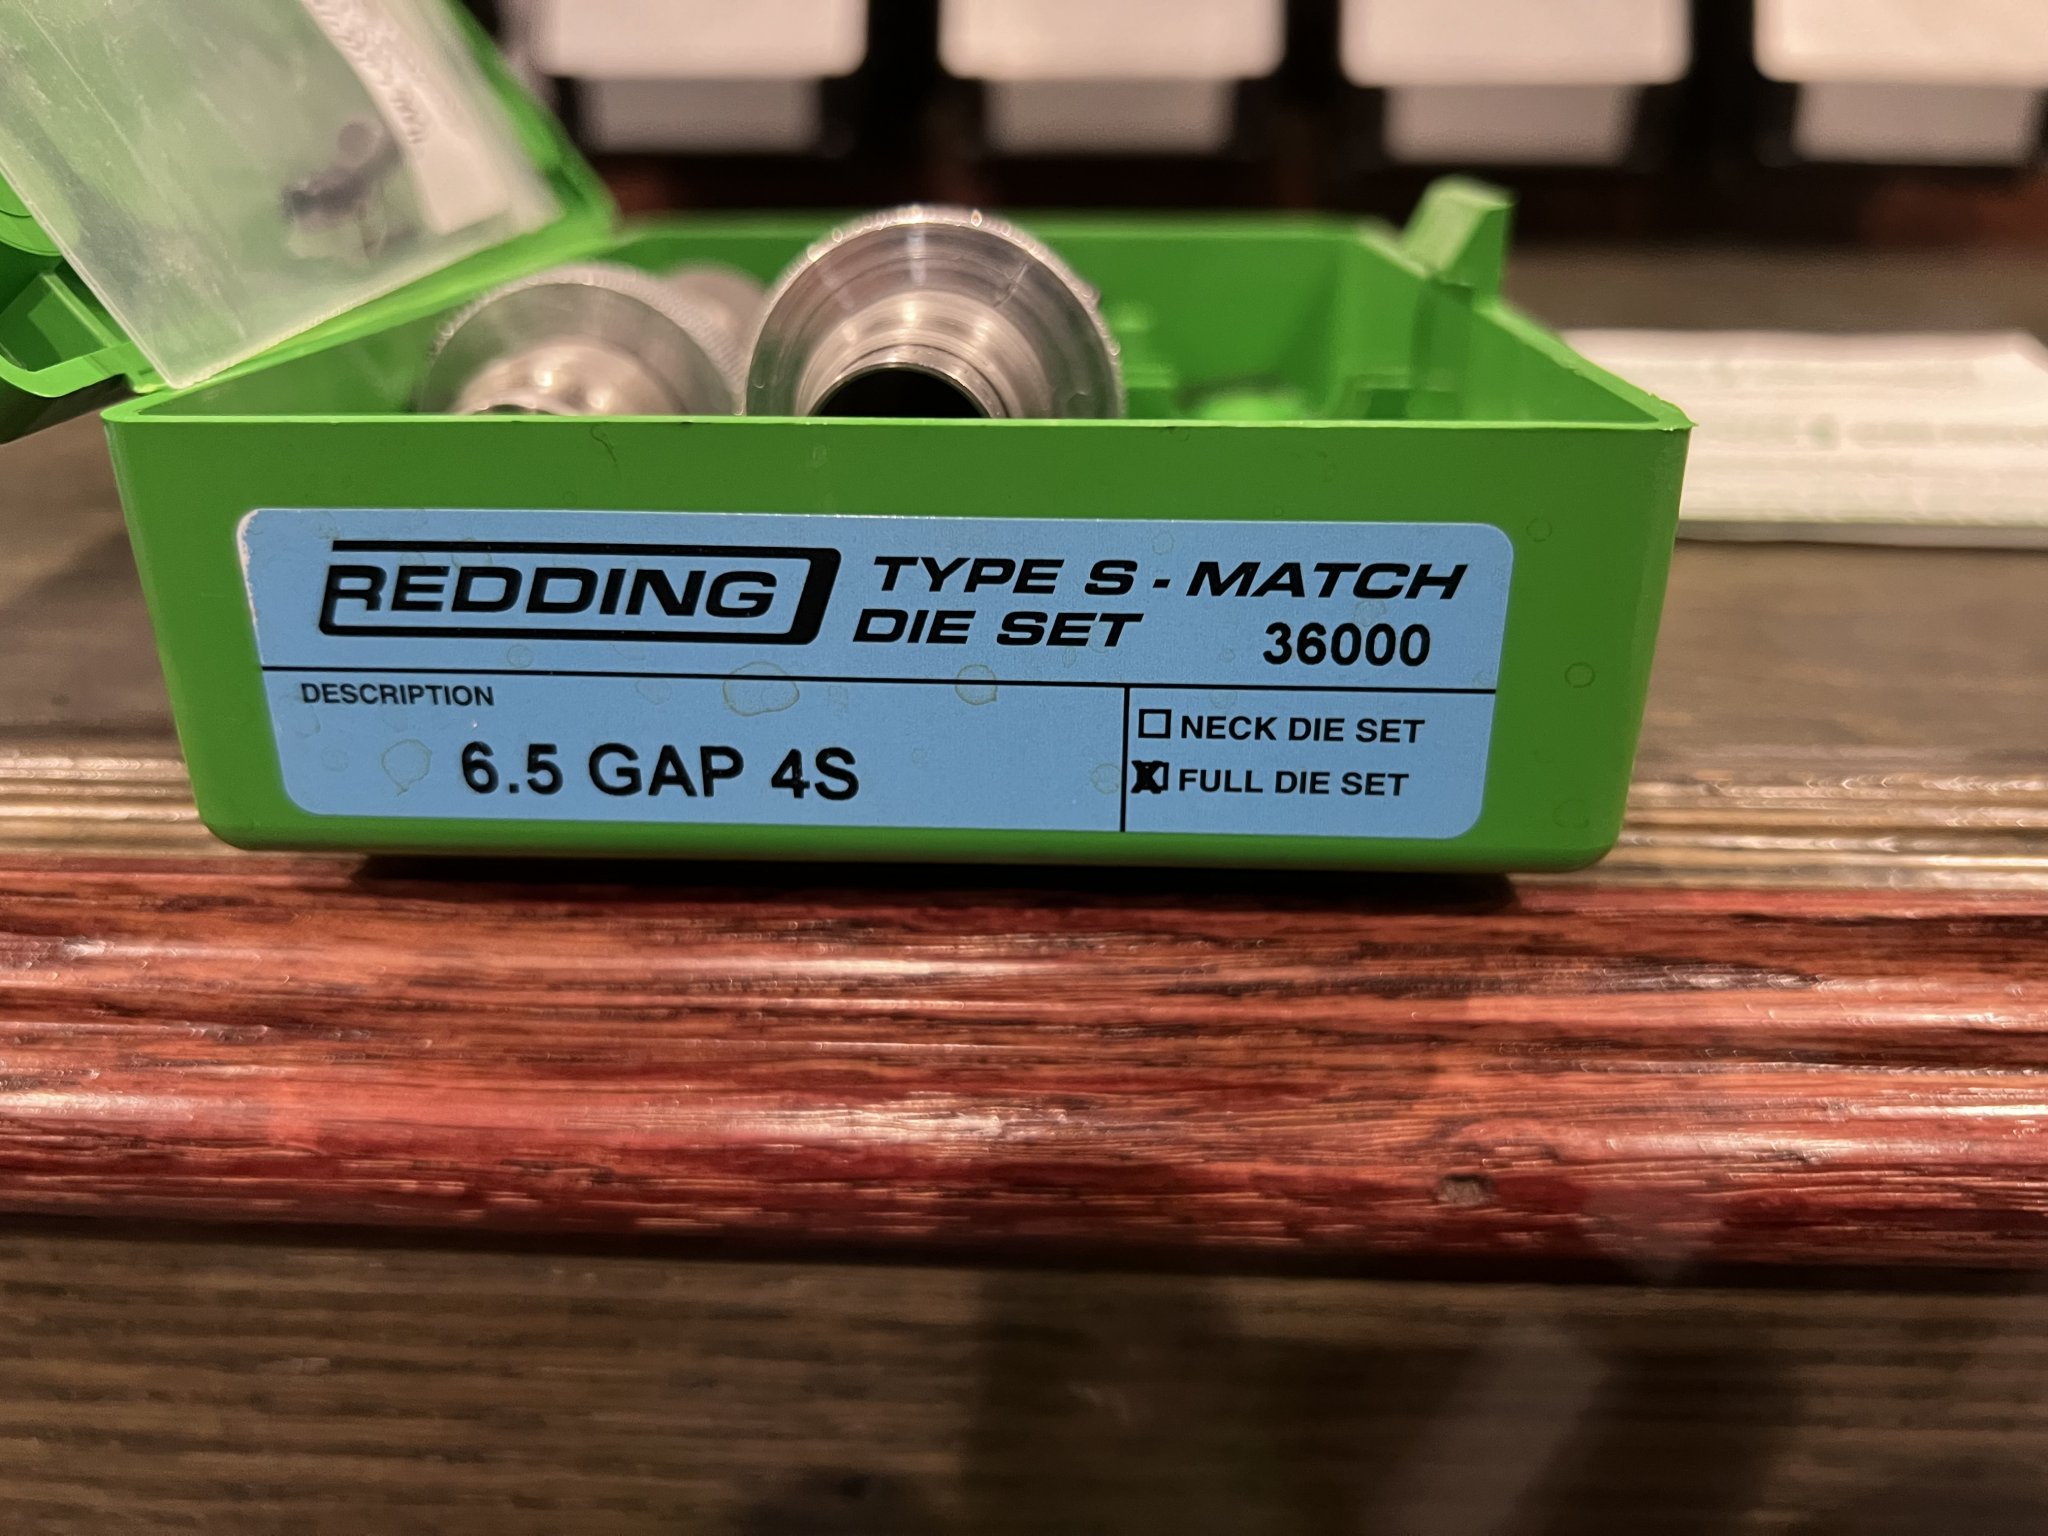 REDDING
TYPE S - MATCH
DIE SET 36000
DESCRIPTION
6.5 GAP 4S
NECK DIE SET
FULL DIE SET